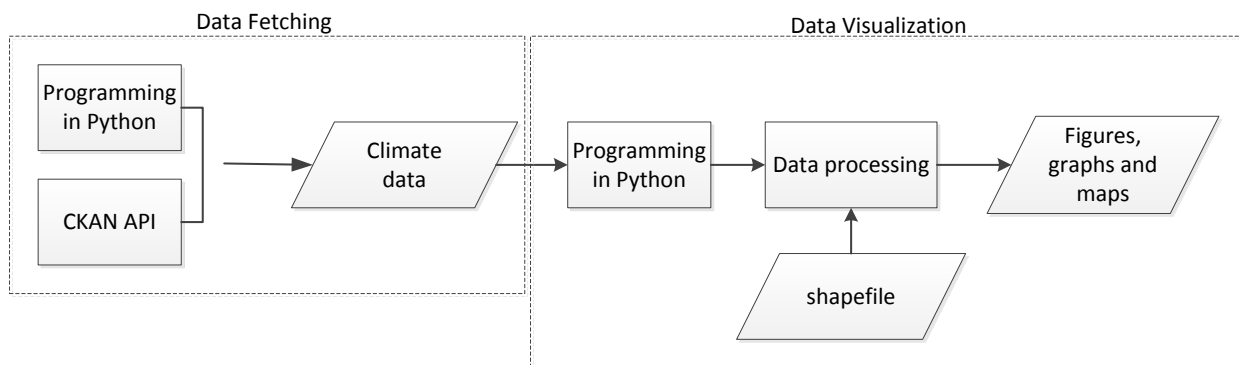 Data Fetching
Data Visualization
Programming
in Python
CKAN API
Climate
data
Programming
in Python
Data processing
shapefile
Figures,
graphs and
maps